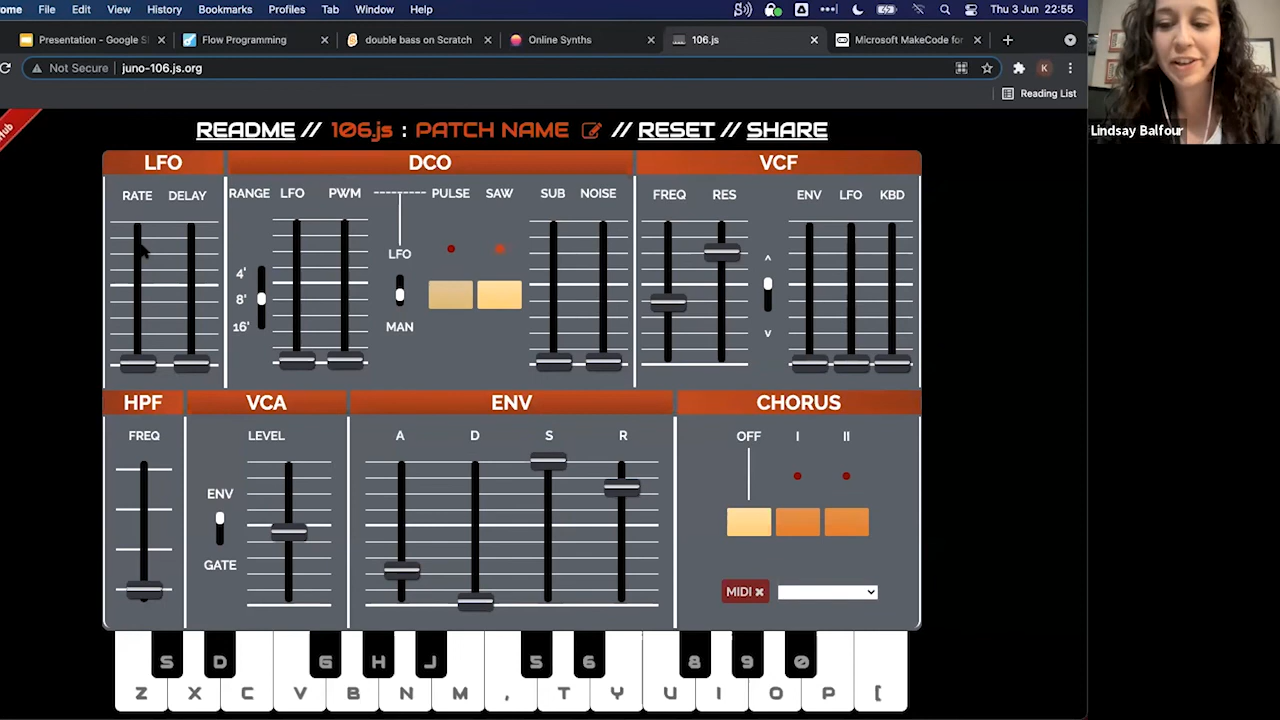 ome File Edit View History Bookmarks Profiles Tab Window Help Thu 3 Jun 22:55
Presentation - Google S Flow Programming double bass on Scratch Online Synths 106.js Microsoft MakeCode for
Not Secure juno-106.js.org K
Reading List
Lindsay Balfour
README // 106.js : PATCH NAME // RESET // SHARE
LFO DCO VCF
RATE DELAY RANGE LFO PWM PULSE SAW SUB NOISE FREQ RES ENV LFO KBD
LFO
4'
8'
16' MAN
HPF VCA ENV CHORUS
FREQ LEVEL A D S R OFF I II
ENV
GATE
MIDI
S D G H J 5 6 8 9 0
Z X C V B N M , T Y U I O P [